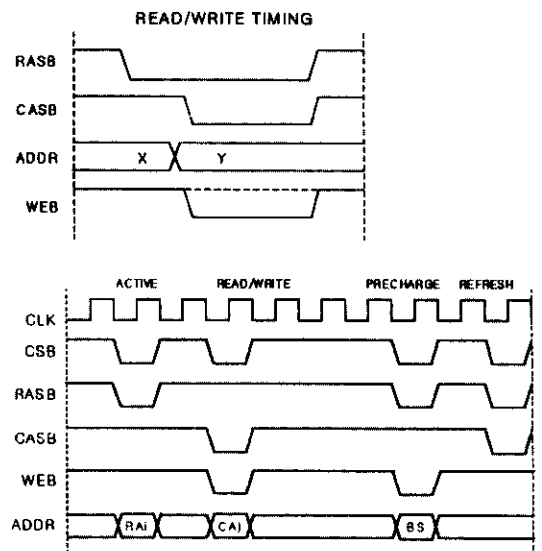 READ/WRITE TIMING
RASB
CASB
ADDR X Y
WEB
ACTIVE READ/WRITE PRECHARGE REFRESH
CLK
CSB
RASB
CASB
WEB
ADDR RAi CAj BS